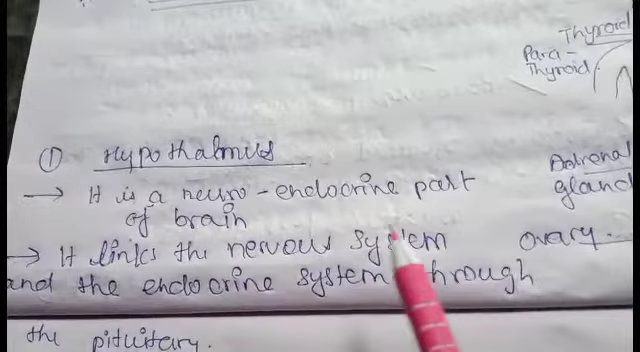 Thyroid
Para-
Thyroid
① Hypothalmus
→ It is a neuro-endocrine part
of brain
Adrenal
gland
→ It links the nervous system
ovary
and the endocrine system through
the pituitary.